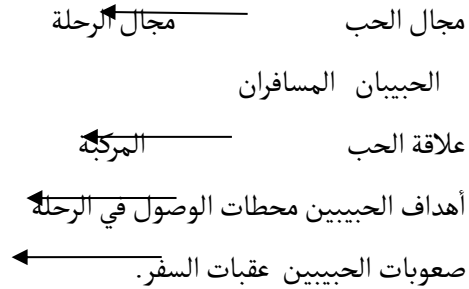 مجال الحب مجال الرحلة
الحبيبان المسافران
علاقة الحب المركبة
أهداف الحبيبين محطات الوصول في الرحلة
صعوبات الحبيبين عقبات السفر.